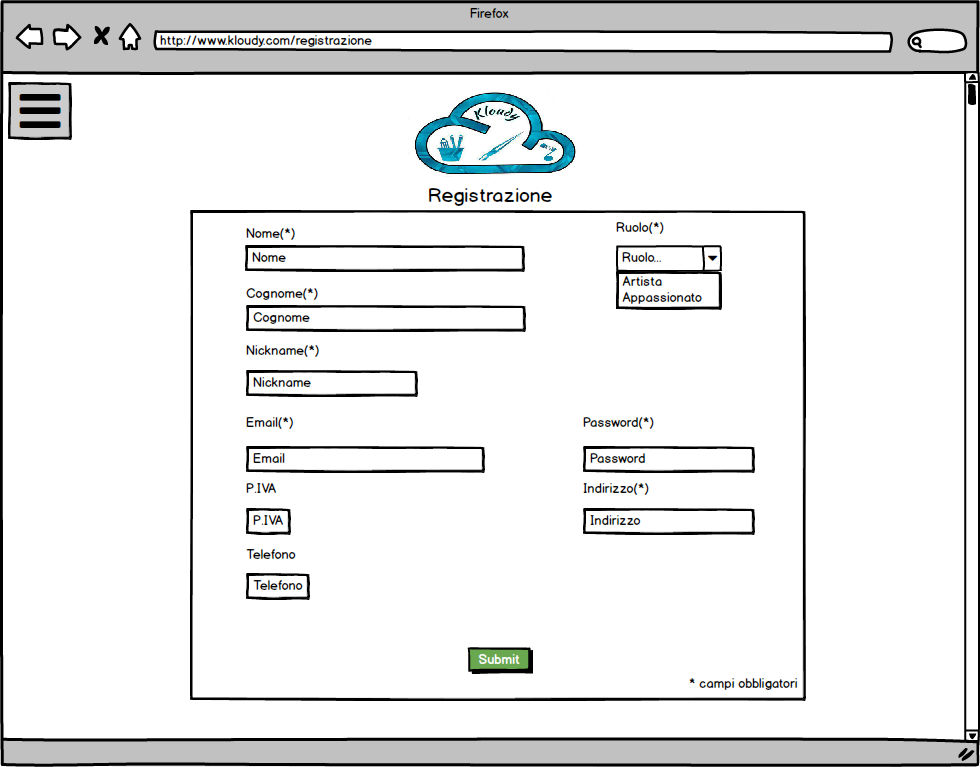 Firefox
http://www.kloudy.com/registrazione
Kloudy
Registrazione
Nome(*)
Nome
Ruolo(*)
Ruolo...
Artista
Appassionato
Cognome(*)
Cognome
Nickname(*)
Nickname
Email(*)
Email
Password(*)
Password
P.IVA
P.IVA
Indirizzo(*)
Indirizzo
Telefono
Telefono
Submit
* campi obbligatori